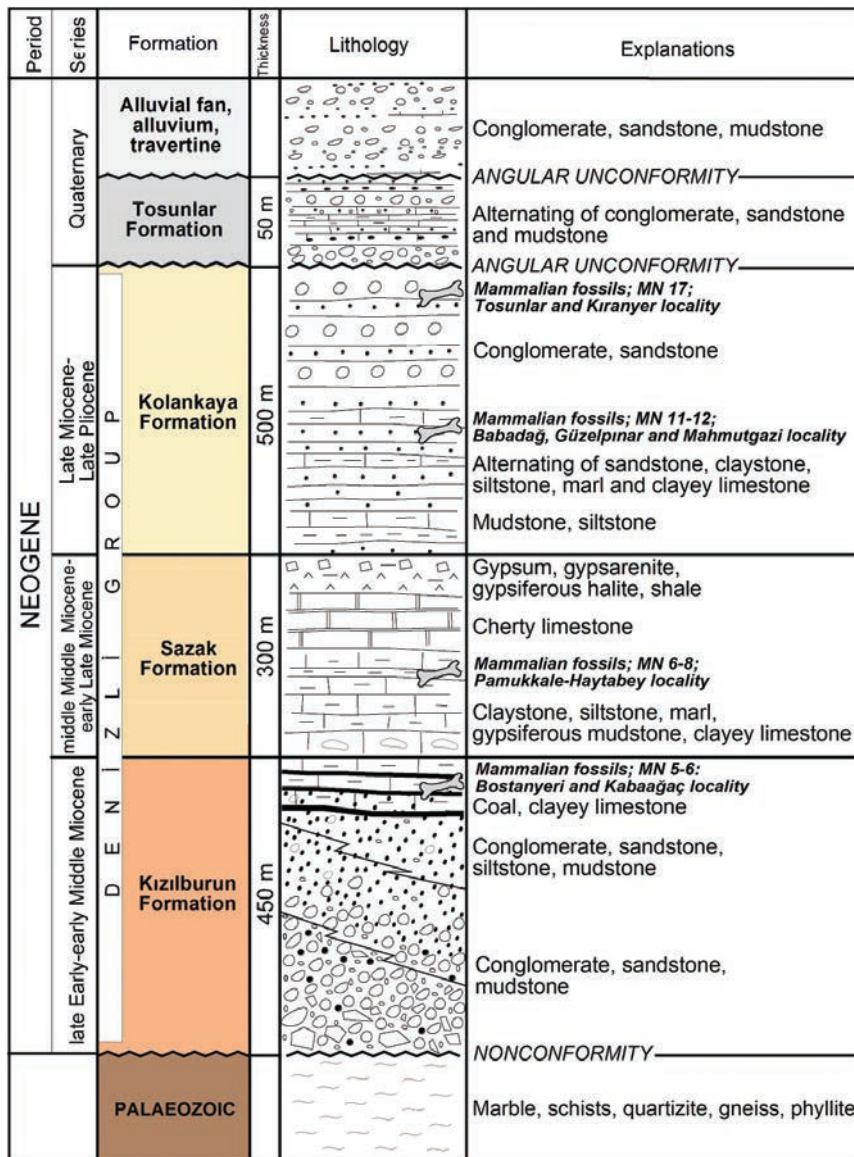 Period
Series
Formation
Thickness
Lithology
Explanations
NEOGENE
Quaternary
Alluvial fan,
alluvium,
travertine
Conglomerate, sandstone, mudstone
ANGULAR UNCONFORMITY
Tosunlar
Formation
50 m
Alternating of conglomerate, sandstone
and mudstone
ANGULAR UNCONFORMITY
Late Miocene-
Late Pliocene
DENİZLİ GROUP
Kolankaya
Formation
500 m
Mammalian fossils; MN 17;
Tosunlar and Kıranyer locality
Conglomerate, sandstone
Mammalian fossils; MN 11-12;
Babadağ, Güzelpınar and Mahmutgazi locality
Alternating of sandstone, claystone,
siltstone, marl and clayey limestone
Mudstone, siltstone
middle Middle Miocene-
early Late Miocene
Sazak
Formation
300 m
Gypsum, gypsarenite,
gypsiferous halite, shale
Cherty limestone
Mammalian fossils; MN 6-8;
Pamukkale-Haytabey locality
Claystone, siltstone, marl,
gypsiferous mudstone, clayey limestone
late Early-early Middle Miocene
Kızılburun
Formation
450 m
Mammalian fossils; MN 5-6:
Bostanyeri and Kabaağaç locality
Coal, clayey limestone
Conglomerate, sandstone,
siltstone, mudstone
Conglomerate, sandstone,
mudstone
NONCONFORMITY
PALAEOZOIC
Marble, schists, quartizite, gneiss, phyllite